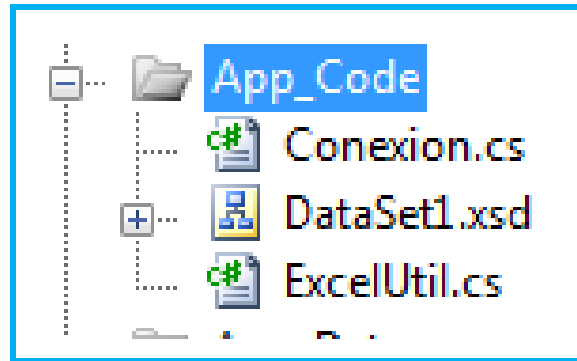 App_Code
c# Conexion.cs
DataSet1.xsd
c# ExcelUtil.cs